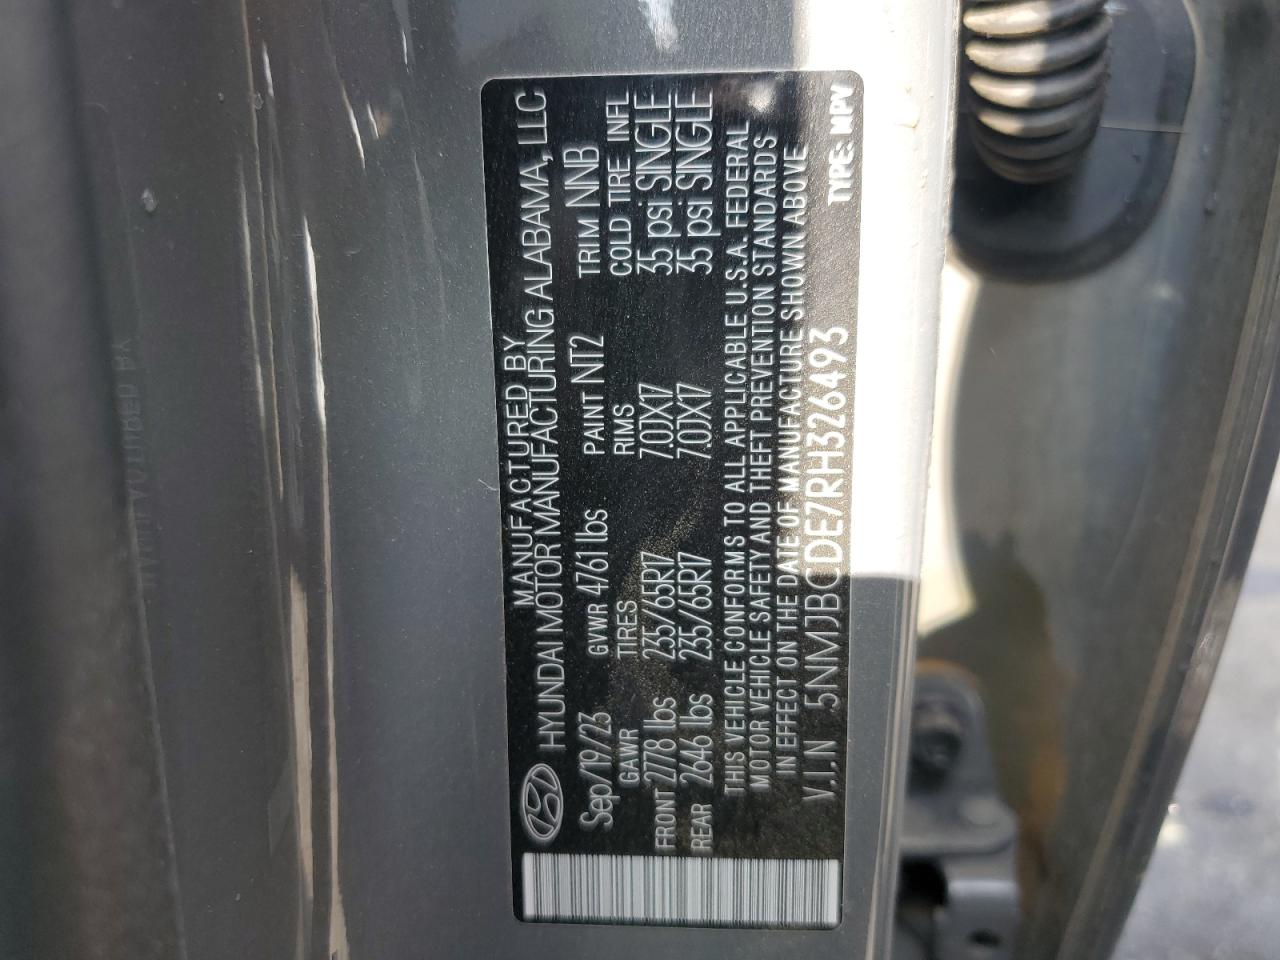 MANUFACTURED BY
HYUNDAI MOTOR MANUFACTURING ALABAMA, LLC
Sep/19/23 GVWR 4761 lbs PAINT NT2 TRIM NNB
GAWR TIRES RIMS COLD TIRE INFL
FRONT 2778 lbs 235/65R17 7.0JX17 35 psi SINGLE
REAR 2646 lbs 235/65R17 7.0JX17 35 psi SINGLE
THIS VEHICLE CONFORMS TO ALL APPLICABLE U.S.A. FEDERAL
MOTOR VEHICLE SAFETY AND THEFT PREVENTION STANDARDS
IN EFFECT ON THE DATE OF MANUFACTURE SHOWN ABOVE
V.I.N 5NMJBCDE7RH326493 TYPE: MPV